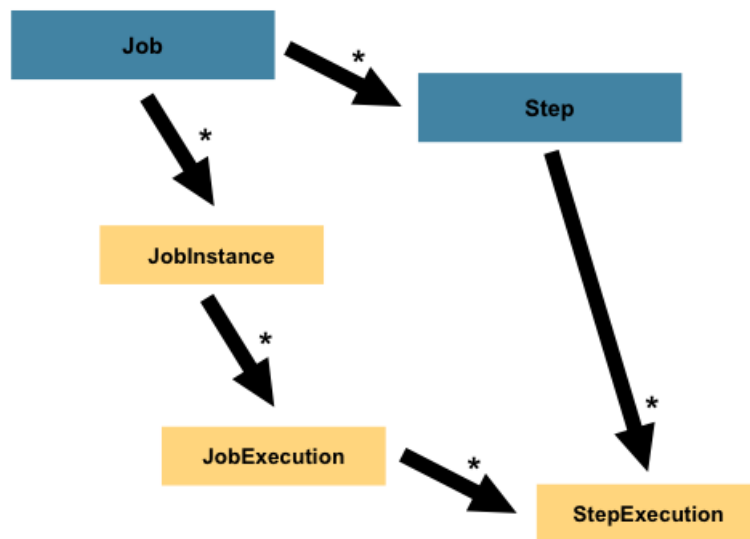 Job
*
Step
*
JobInstance
*
*
JobExecution
*
StepExecution